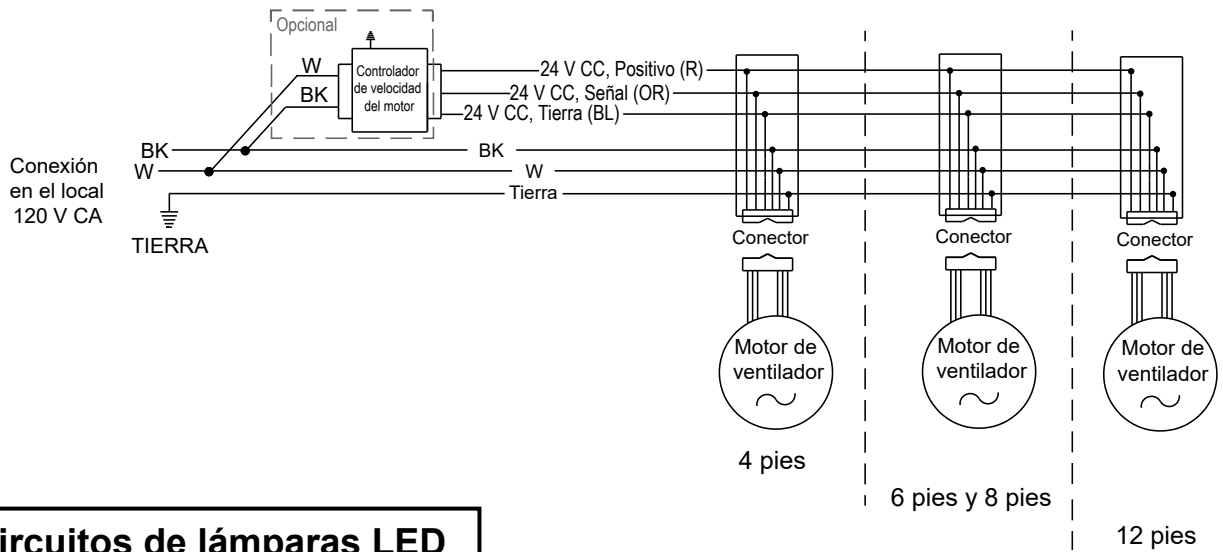 Opcional
W
BK
Controlador
de velocidad
del motor
24 V CC, Positivo (R)
24 V CC, Señal (OR)
24 V CC, Tierra (BL)
Conexión
en el local
120 V CA
BK
W
BK
W
Tierra
TIERRA
Conector
Conector
Conector
Motor de
ventilador
Motor de
ventilador
Motor de
ventilador
4 pies
6 pies y 8 pies
12 pies
ircuitos de lámparas LED